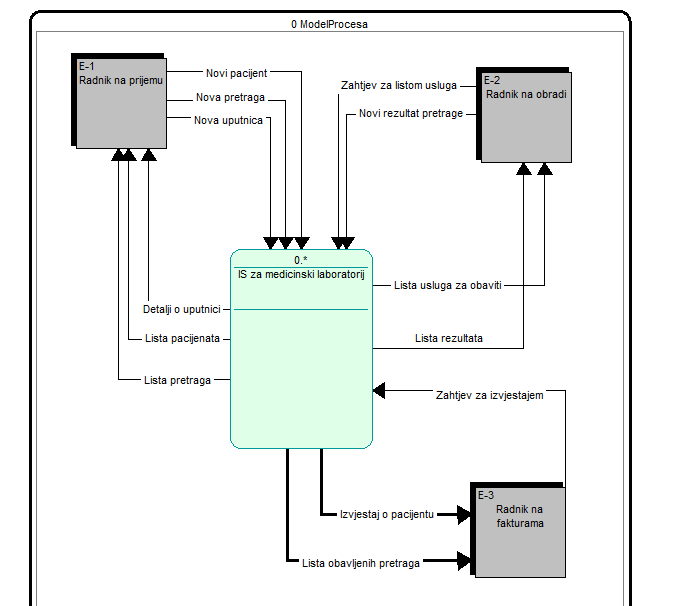 0 ModelProcesa
E-1
Radnik na prijemu
Novi pacijent
Nova pretraga
Nova uputnica
E-2
Radnik na obradi
Zahtjev za listom usluga
Novi rezultat pretrage
0.*
IS za medicinski laboratorij
Lista usluga za obaviti
Detalji o uputnici
Lista pacijenata
Lista rezultata
Lista pretraga
Zahtjev za izvjestajem
E-3
Radnik na
fakturama
Izvjestaj o pacijentu
Lista obavljenih pretraga